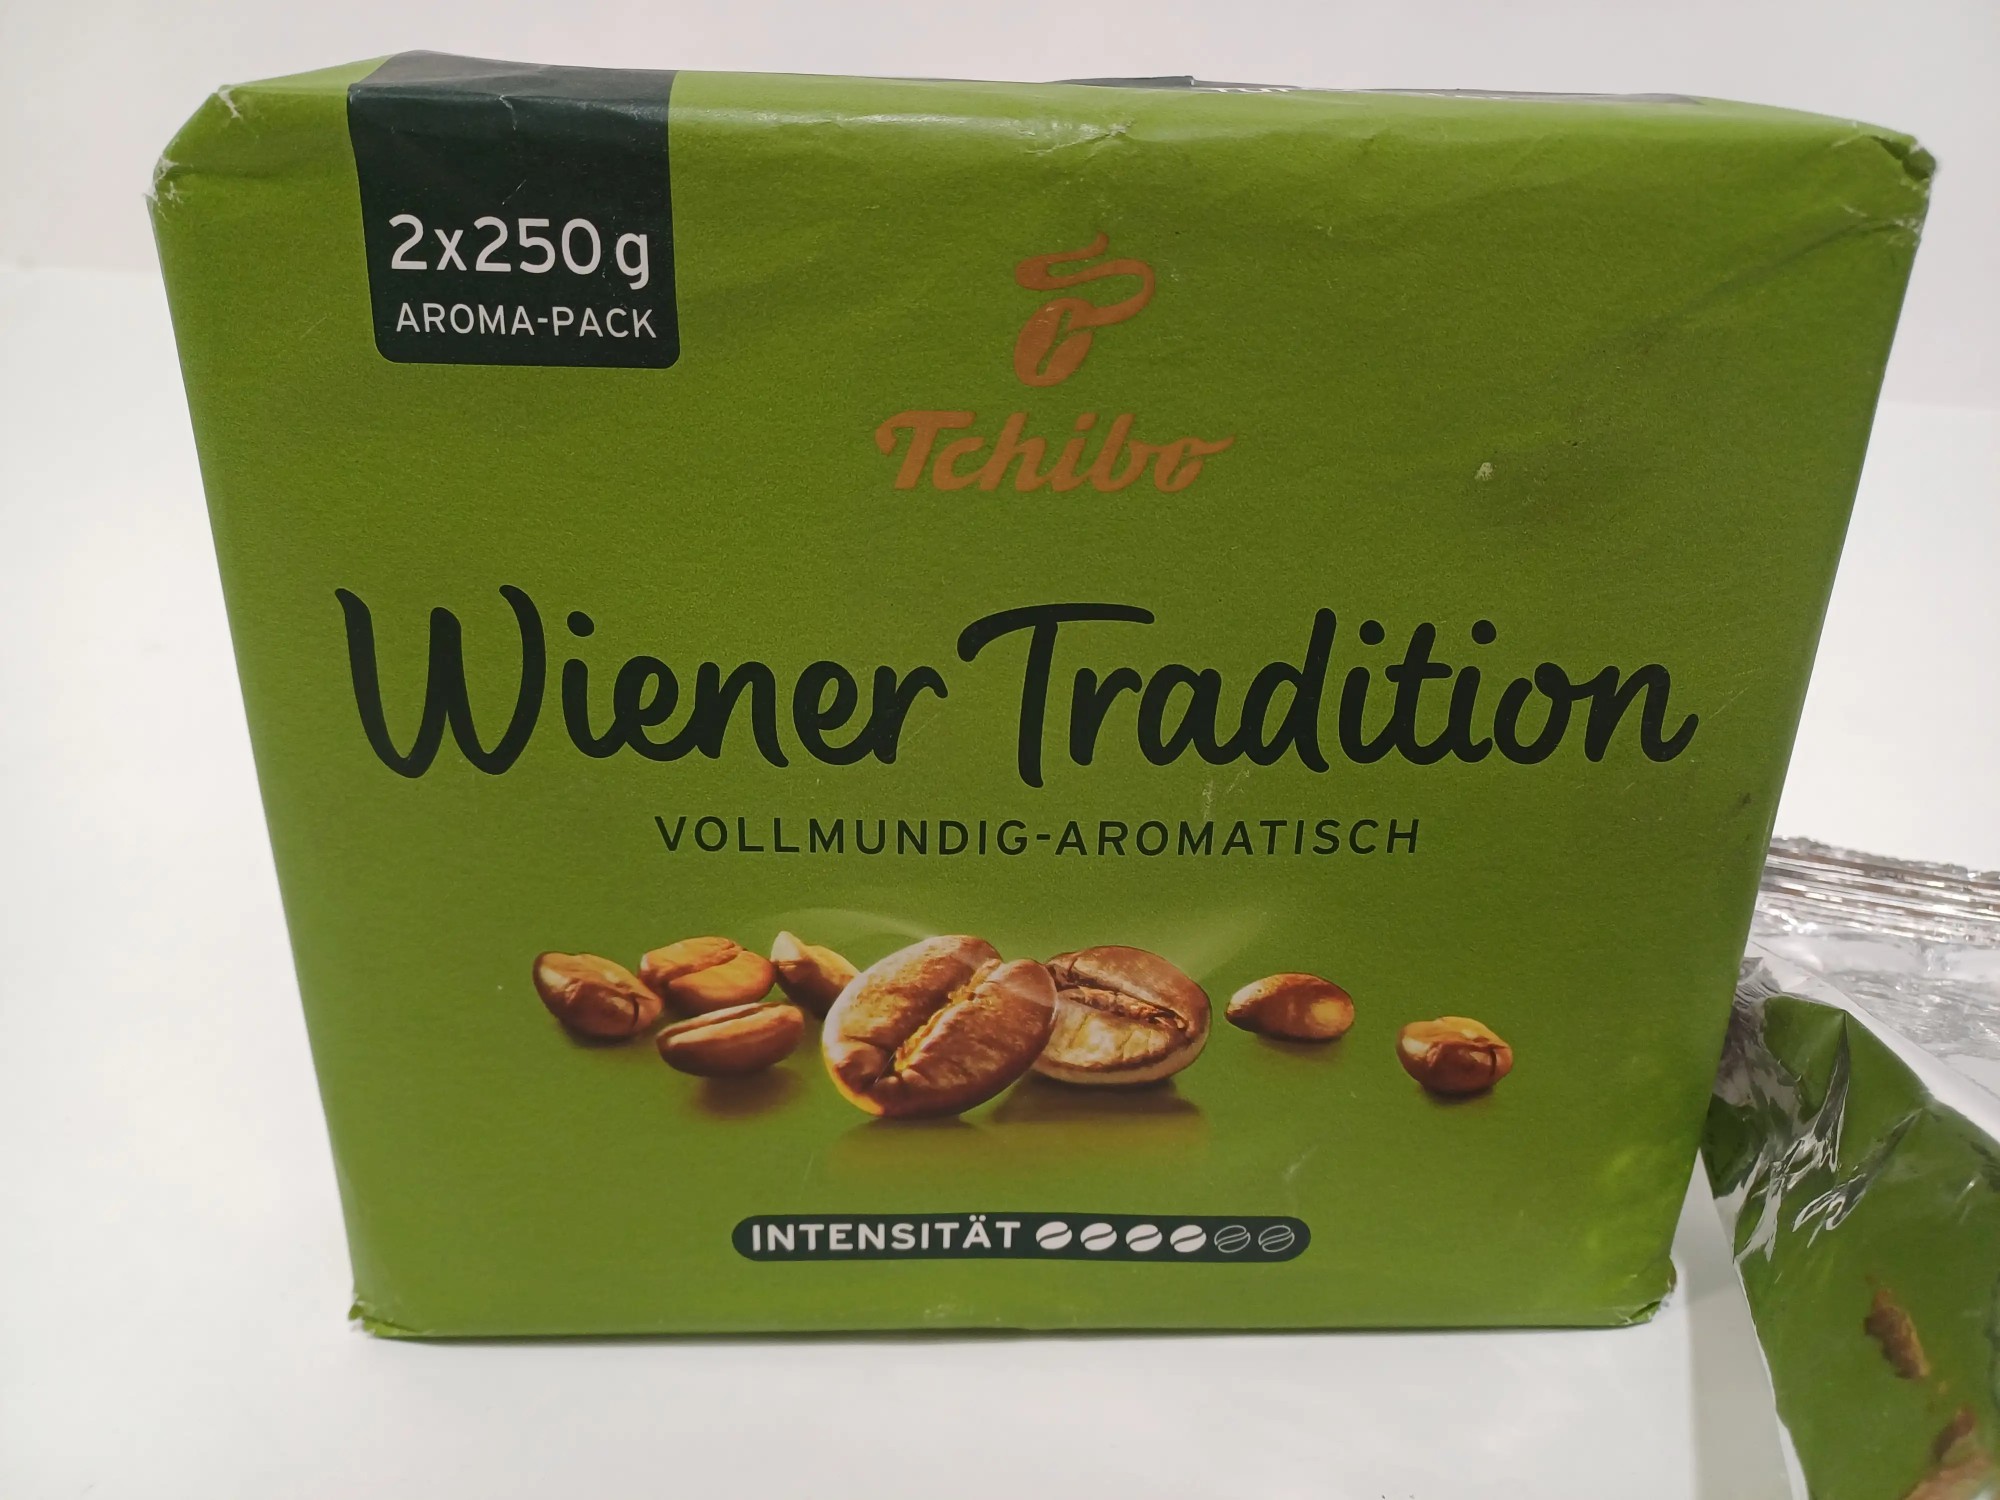 2x250g
AROMA-PACK
Tchibo
Wiener Tradition
VOLLMUNDIG-AROMATISCH
INTENSITÄT